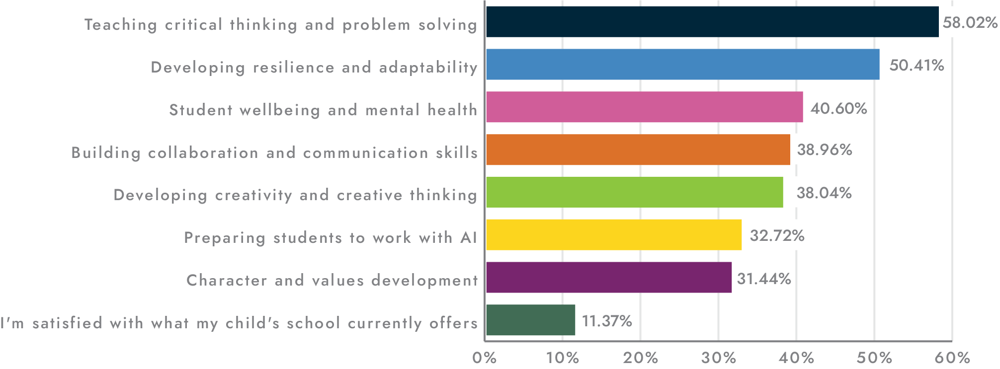 Teaching critical thinking and problem solving 58.02%
Developing resilience and adaptability 50.41%
Student wellbeing and mental health 40.60%
Building collaboration and communication skills 38.96%
Developing creativity and creative thinking 38.04%
Preparing students to work with AI 32.72%
Character and values development 31.44%
I'm satisfied with what my child's school currently offers 11.37%
0% 10% 20% 30% 40% 50% 60%